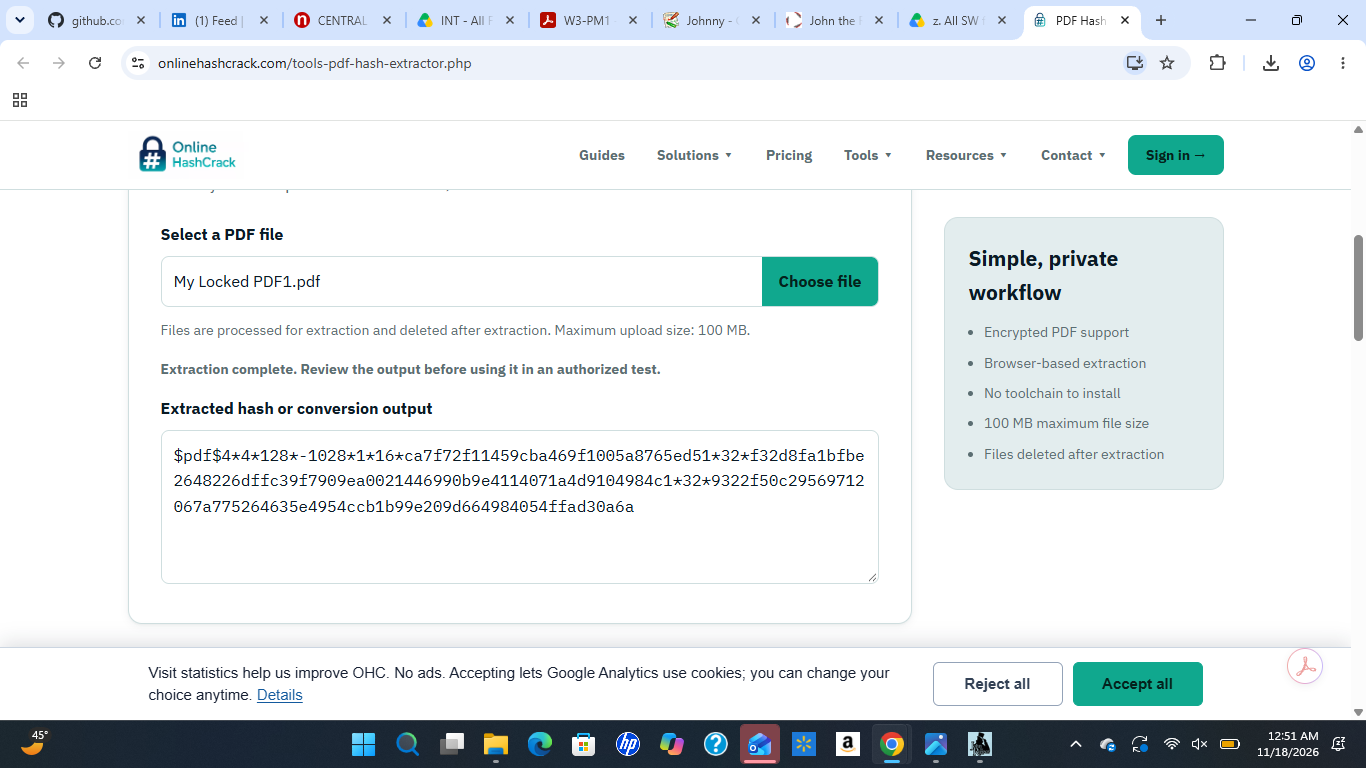 github.co
(1) Feed |
CENTRAL
INT - All F
W3-PM1
Johnny - G
John the R
z. All SW f
PDF Hash
onlinehashcrack.com/tools-pdf-hash-extractor.php
Online
HashCrack
Guides
Solutions
Pricing
Tools
Resources
Contact
Sign in →
Select a PDF file
My Locked PDF1.pdf
Choose file
Files are processed for extraction and deleted after extraction. Maximum upload size: 100 MB.
Extraction complete. Review the output before using it in an authorized test.
Extracted hash or conversion output
$pdf$4*4*128*-1028*1*16*ca7f72f11459cba469f1005a8765ed51*32*f32d8fa1bfbe
2648226dffc39f7909ea0021446990b9e4114071a4d9104984c1*32*9322f50c29569712
067a775264635e4954ccb1b99e209d664984054ffad30a6a
Simple, private
workflow
Encrypted PDF support
Browser-based extraction
No toolchain to install
100 MB maximum file size
Files deleted after extraction
Visit statistics help us improve OHC. No ads. Accepting lets Google Analytics use cookies; you can change your
choice anytime. Details
Reject all
Accept all
45°
12:51 AM
11/18/2026